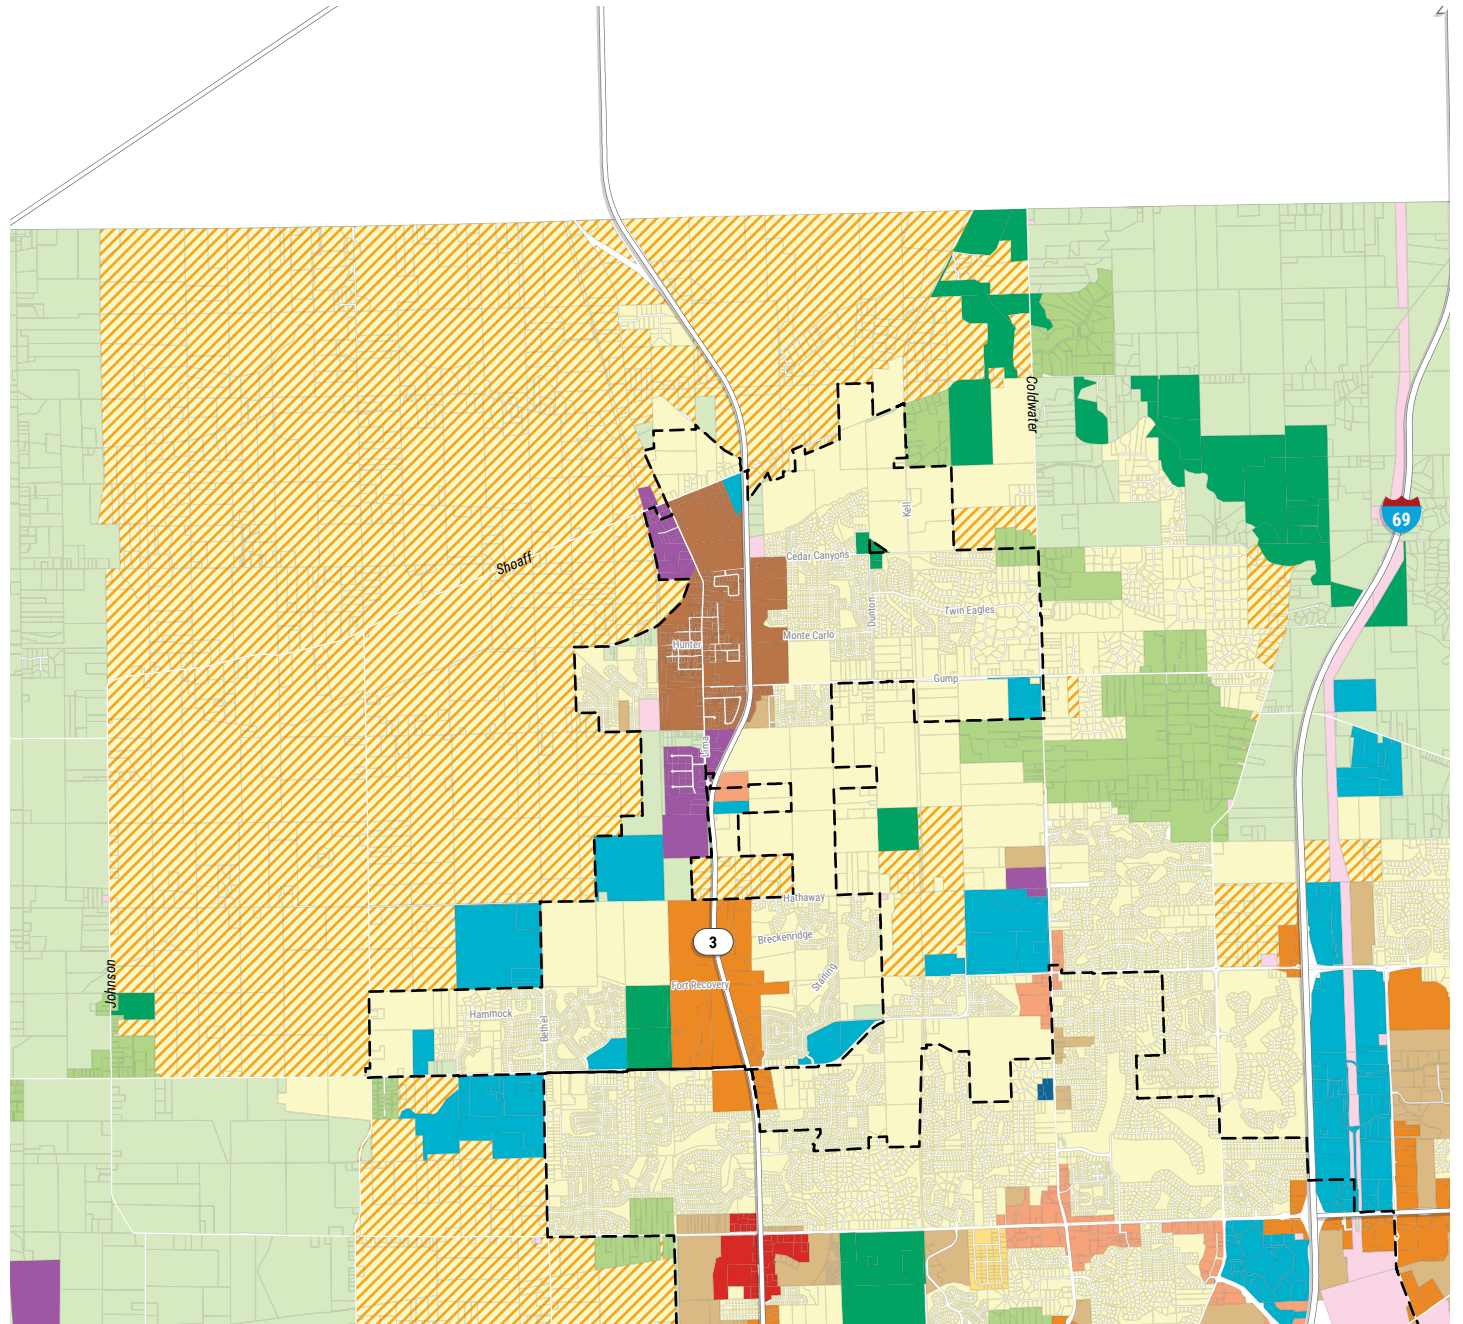 Coldwater
69
Kell
Shoaff
Cedar Canyons
Dunton
Twin Eagles
Monte Carlo
Hunter
Gump
Lima
Hathaway
Breckenridge
3
Johnson
Starling
Fort Recovery
Hammock
Bethel